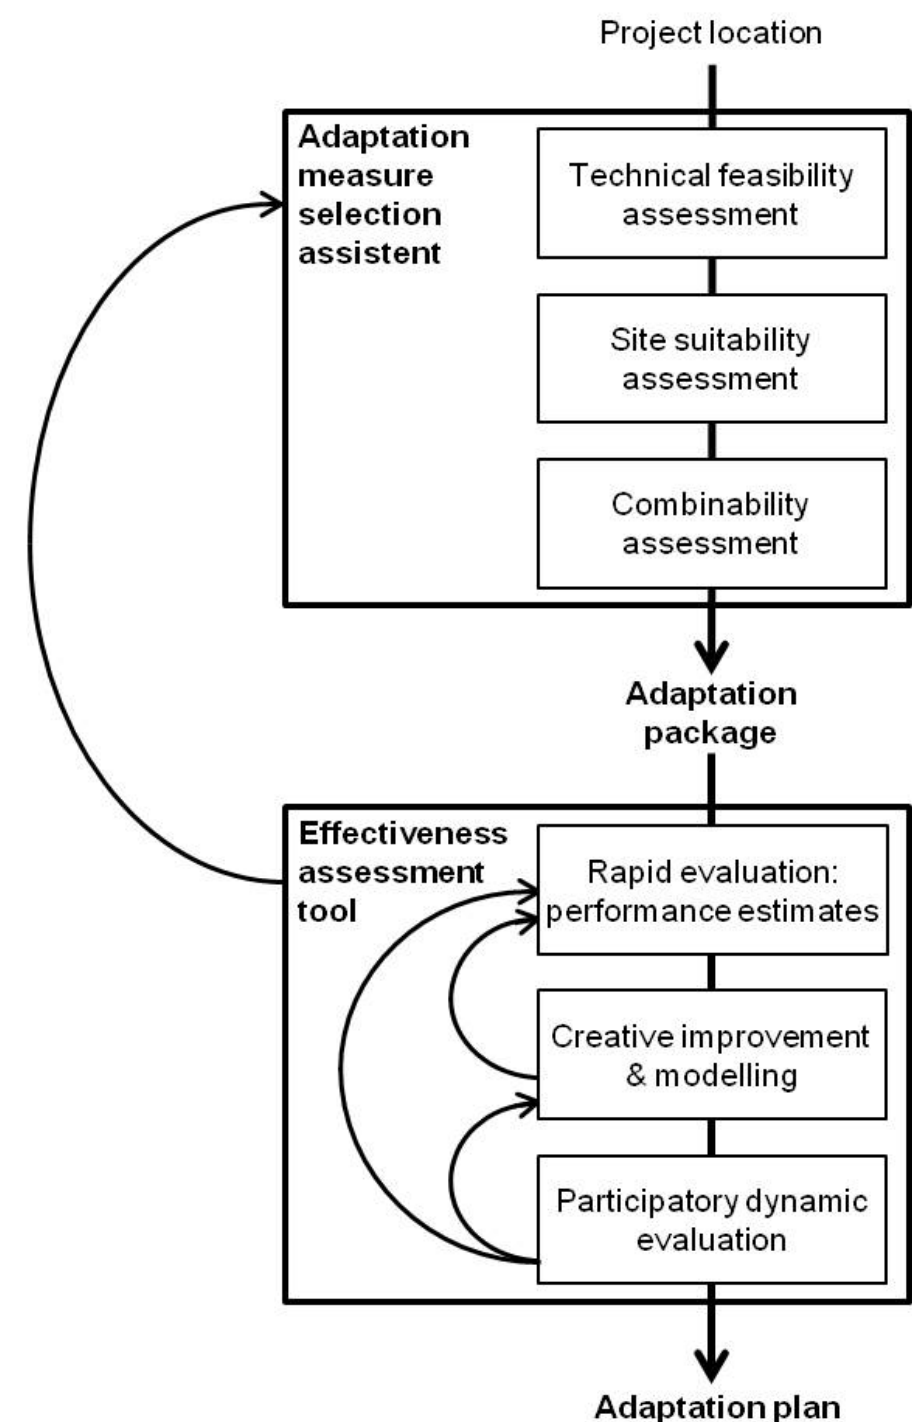 Project location
Adaptation
measure
selection
assistent
Technical feasibility
assessment
Site suitability
assessment
Combinability
assessment
Adaptation
package
Effectiveness
assessment
tool
Rapid evaluation:
performance estimates
Creative improvement
& modelling
Participatory dynamic
evaluation
Adaptation plan